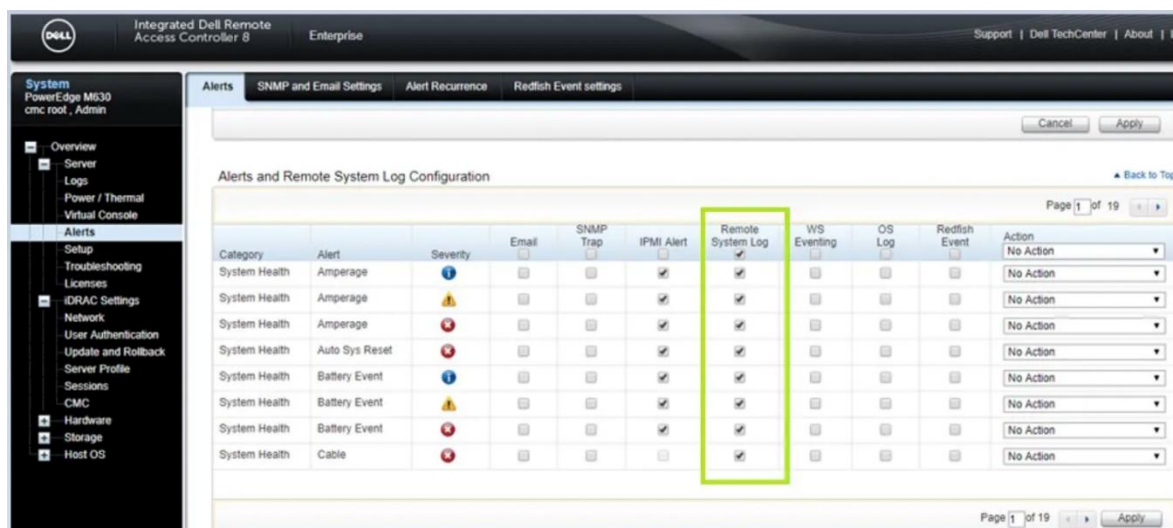 DELL
Integrated Dell Remote
Access Controller 8
Enterprise
Support | Dell TechCenter | About |
System
PowerEdge M630
cmc root , Admin
Overview
Server
Logs
Power / Thermal
Virtual Console
Alerts
Setup
Troubleshooting
Licenses
iDRAC Settings
Network
User Authentication
Update and Rollback
Server Profile
Sessions
CMC
Hardware
Storage
Host OS
Alerts SNMP and Email Settings Alert Recurrence Redfish Event settings
Cancel Apply
Alerts and Remote System Log Configuration
Back to Top
Page 1 of 19
Category Alert Severity Email SNMP Trap IPMI Alert Remote System Log WS Eventing OS Log Redfish Event Action
No Action
System Health Amperage No Action
System Health Amperage No Action
System Health Amperage No Action
System Health Auto Sys Reset No Action
System Health Battery Event No Action
System Health Battery Event No Action
System Health Battery Event No Action
System Health Cable No Action
Page 1 of 19 Apply